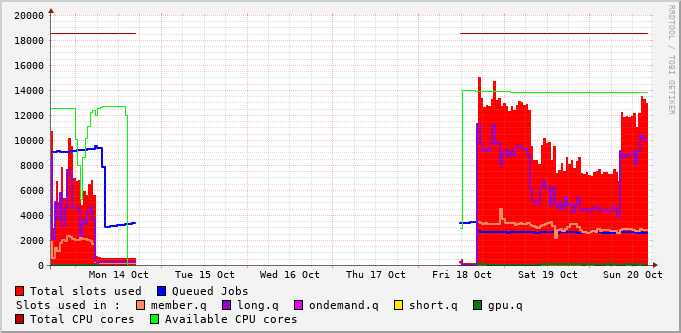 RRDTOOL / TOBI OETIKER
20000
18000
16000
14000
12000
10000
8000
6000
4000
2000
0
Mon 14 Oct Tue 15 Oct Wed 16 Oct Thu 17 Oct Fri 18 Oct Sat 19 Oct Sun 20 Oct
Total slots used Queued Jobs
Slots used in : member.q long.q ondemand.q short.q gpu.q
Total CPU cores Available CPU cores